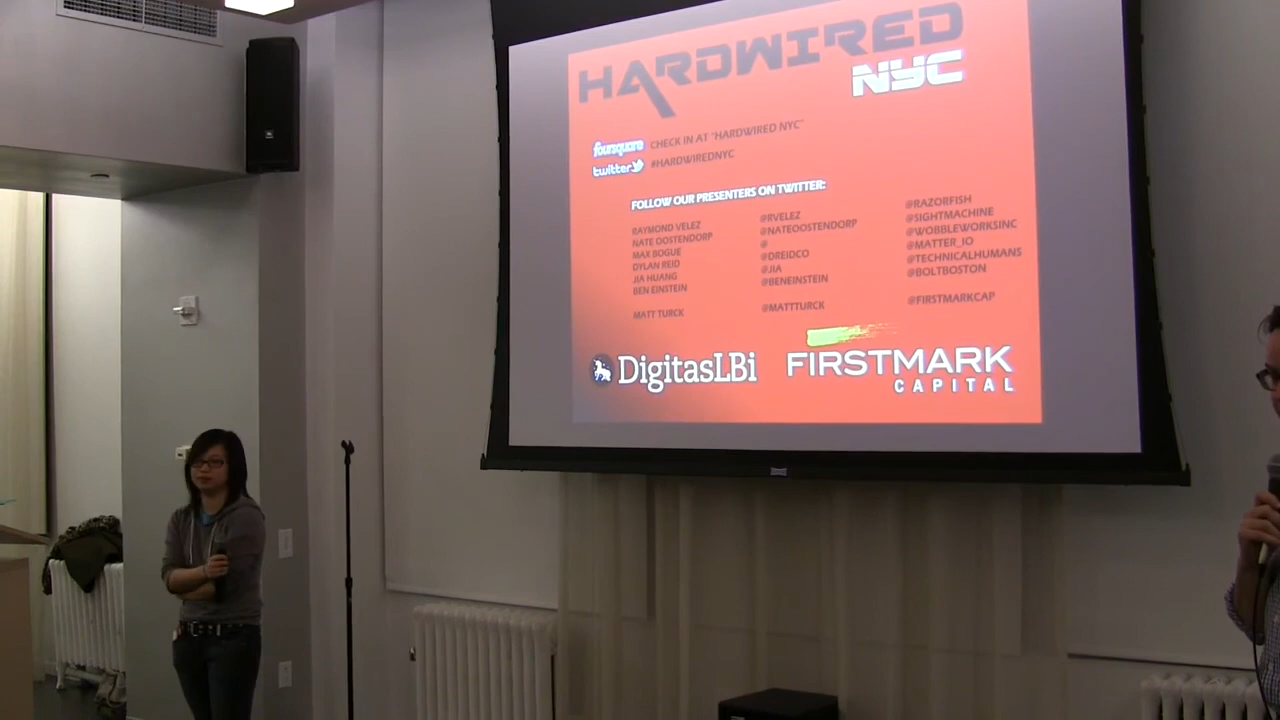 HARDWIRED
NYC
foursquare CHECK IN AT "HARDWIRED NYC"
twitter #HARDWIREDNYC
FOLLOW OUR PRESENTERS ON TWITTER:
RAYMOND VELEZ @RVELEZ @RAZORFISH
NATE OOSTENDORP @NATEOOSTENDORP @SIGHTMACHINE
MAX BOGUE @ @WOBBLEWORKSINC
DYLAN REID @DREIDCO @MATTER_IO
JIA HUANG @JIA @TECHNICALHUMANS
BEN EINSTEIN @BENEINSTEIN @BOLTBOSTON
MATT TURCK @MATTTURCK @FIRSTMARKCAP
DigitasLBi FIRSTMARK
CAPITAL